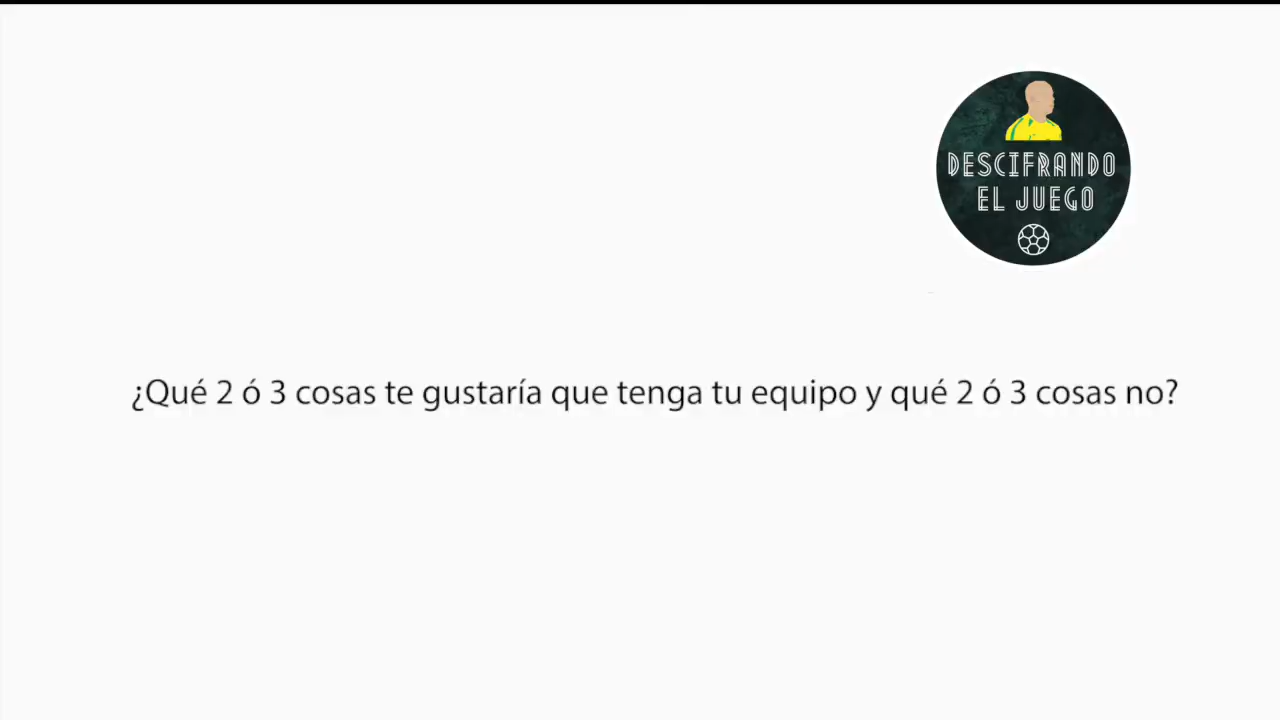 DESCIFRANDO
EL JUEGO
¿Qué 2 ó 3 cosas te gustaría que tenga tu equipo y qué 2 ó 3 cosas no?